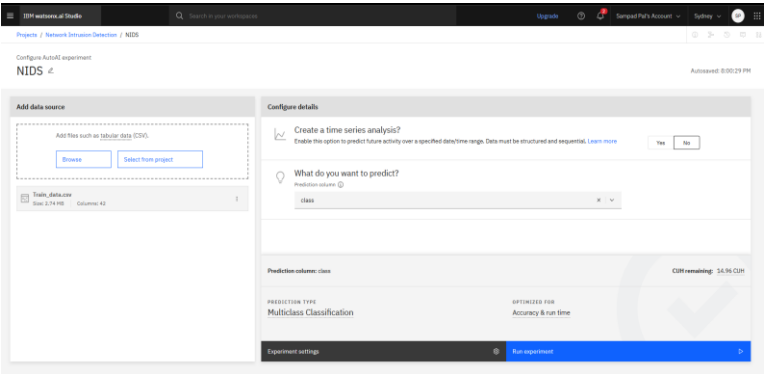 IBM watsonx.ai Studio
Search in your workspaces
Upgrade
Sampad Pal's Account
Sydney
SP
Projects / Network Intrusion Detection / NIDS
Configure AutoAI experiment
NIDS
Autosaved: 8:00:29 PM
Add data source
Add files such as tabular data (CSV).
Browse
Select from project
Train_data.csv
Size: 2.74 MB
Columns: 42
Configure details
Create a time series analysis?
Enable this option to predict future activity over a specified date/time range. Data must be structured and sequential. Learn more
Yes
No
What do you want to predict?
Prediction column
class
Prediction column: class
CUH remaining: 14.96 CUH
PREDICTION TYPE
Multiclass Classification
OPTIMIZED FOR
Accuracy & run time
Experiment settings
Run experiment